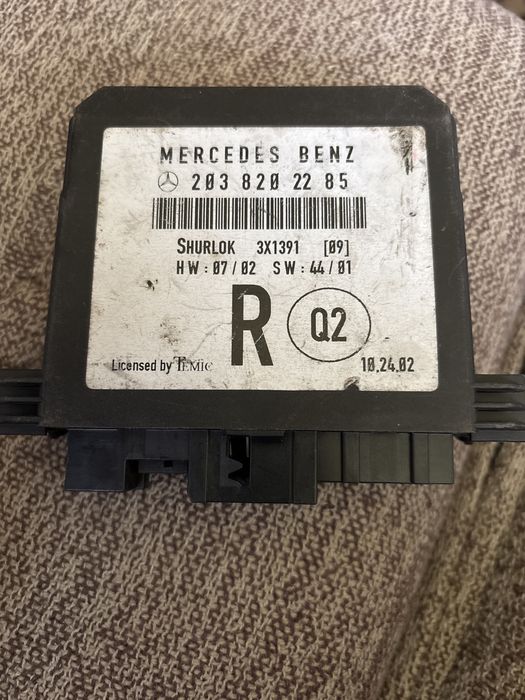 MERCEDES BENZ
203 820 22 85
SHURLOK 3X1391 [09]
HW : 07 / 02 SW : 44 / 01
R Q2
Licensed by TEMIC 10.24.02